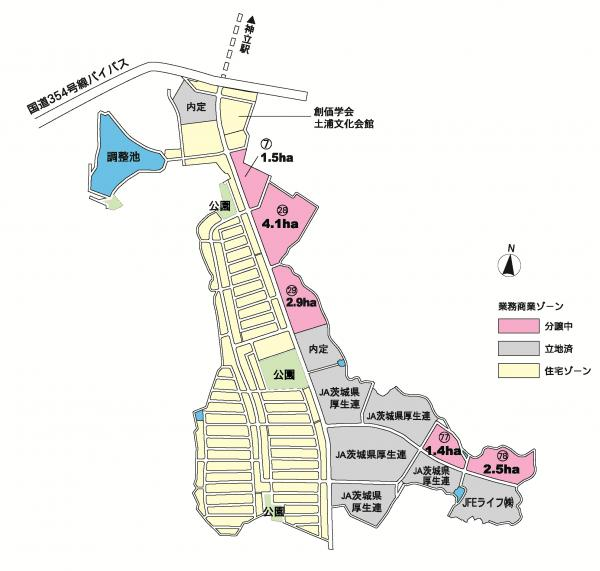 ▲神立駅
国道354号線バイパス
内定
創価学会
土浦文化会館
調整池
⑦
1.5ha
公園
㉘
4.1ha
N
㉙
2.9ha
業務商業ゾーン
分譲中
立地済
住宅ゾーン
内定
公園
JA茨城県
厚生連
JA茨城県
厚生連
77
1.4ha
78
2.5ha
JA茨城県厚生連
JA茨城県
厚生連
JA茨城県
厚生連
JFEライフ㈱
公園